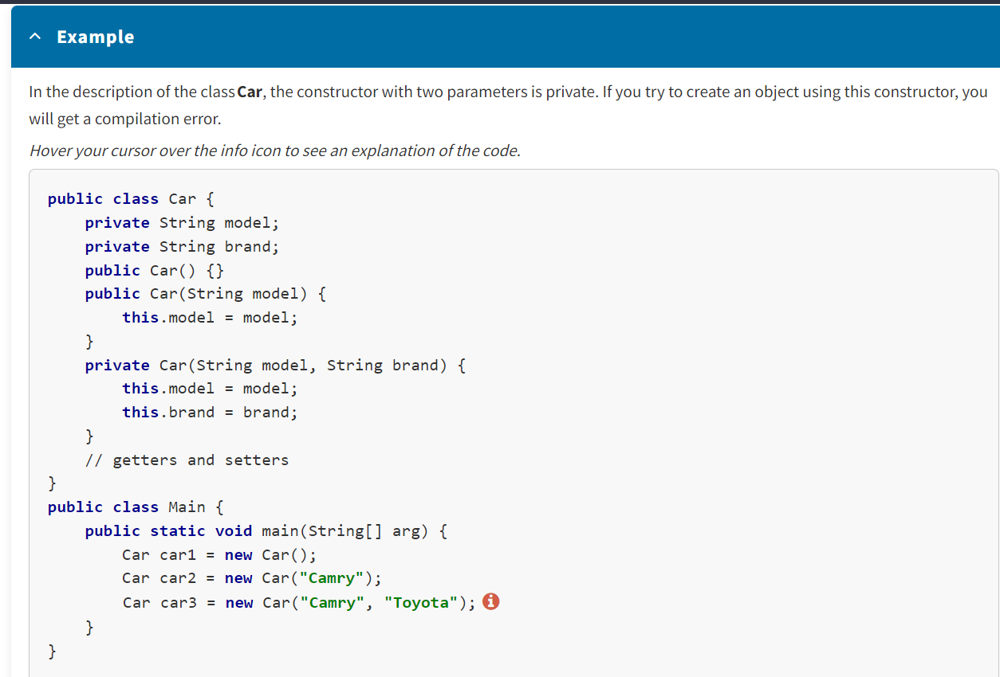 Example
In the description of the class Car, the constructor with two parameters is private. If you try to create an object using this constructor, you
will get a compilation error.
Hover your cursor over the info icon to see an explanation of the code.
public class Car {
    private String model;
    private String brand;
    public Car() {}
    public Car(String model) {
        this.model = model;
    }
    private Car(String model, String brand) {
        this.model = model;
        this.brand = brand;
    }
    // getters and setters
}
public class Main {
    public static void main(String[] arg) {
        Car car1 = new Car();
        Car car2 = new Car("Camry");
        Car car3 = new Car("Camry", "Toyota");
    }
}